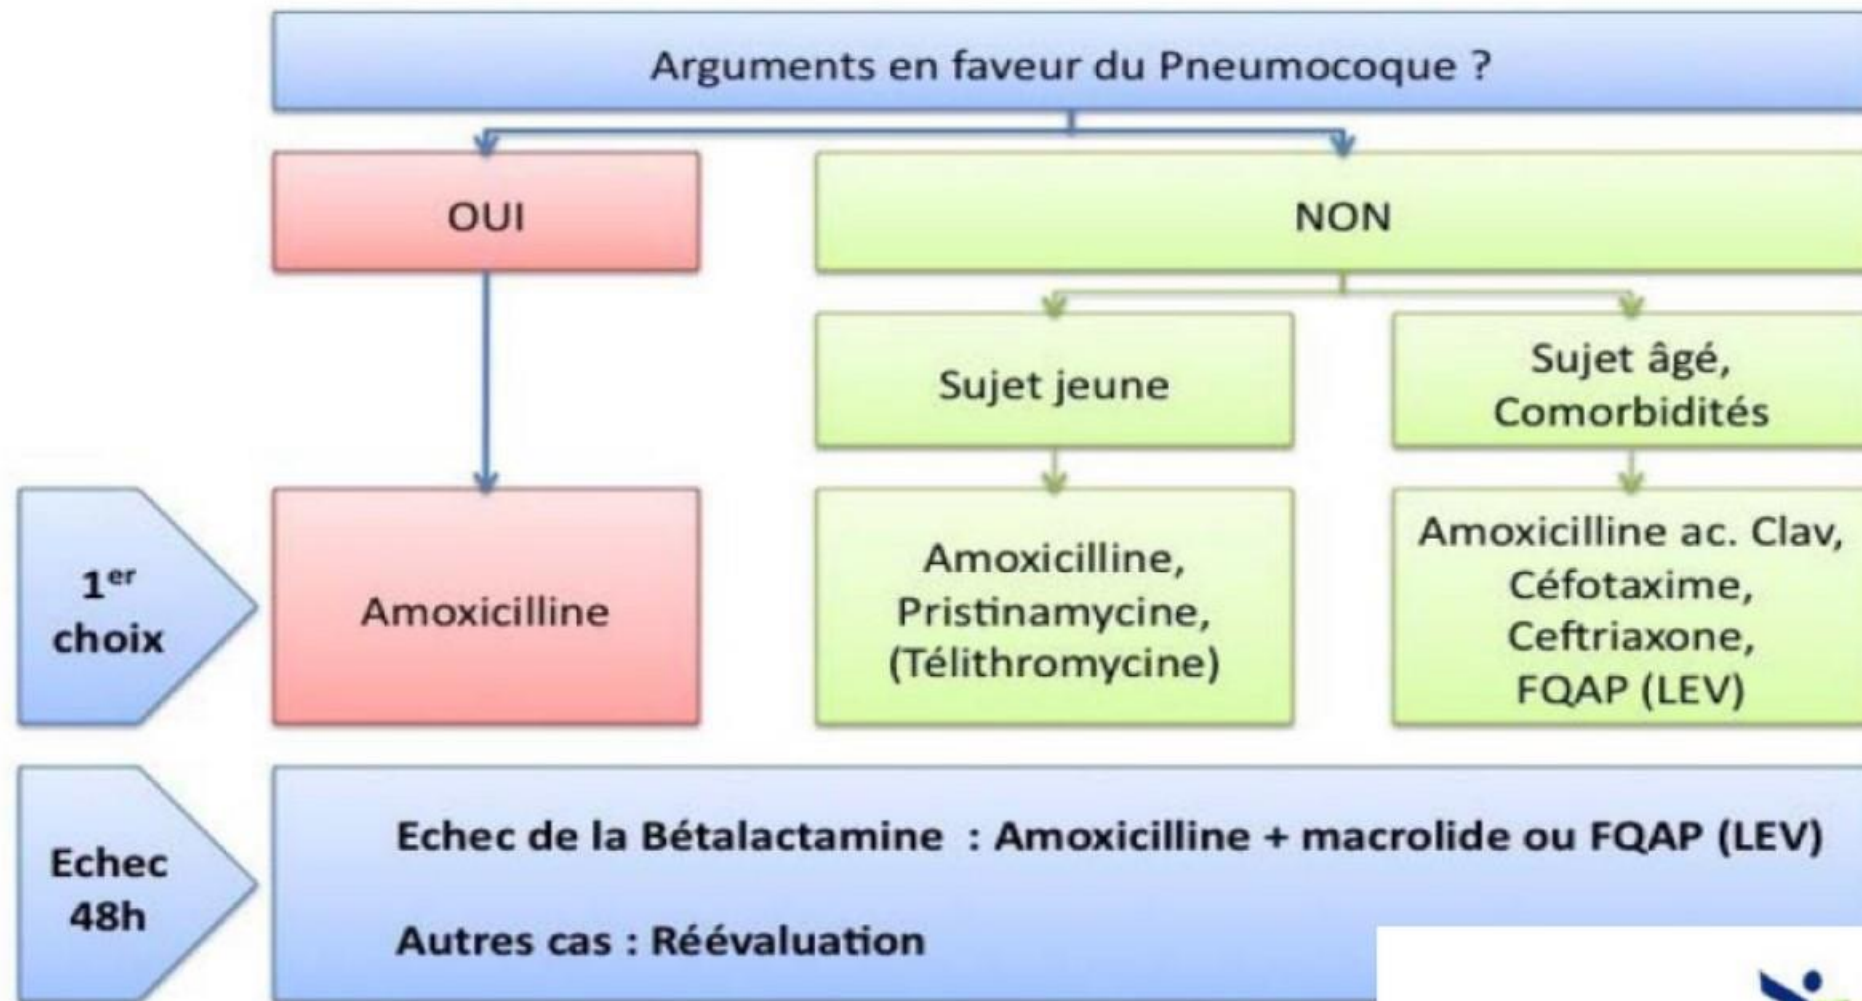 Arguments en faveur du Pneumocoque ?
OUI
NON
Sujet jeune
Sujet âgé,
Comorbidités
1er
choix
Amoxicilline
Amoxicilline,
Pristinamycine,
(Télithromycine)
Amoxicilline ac. Clav,
Céfotaxime,
Ceftriaxone,
FQAP (LEV)
Echec
48h
Echec de la Bétalactamine : Amoxicilline + macrolide ou FQAP (LEV)
Autres cas : Réévaluation